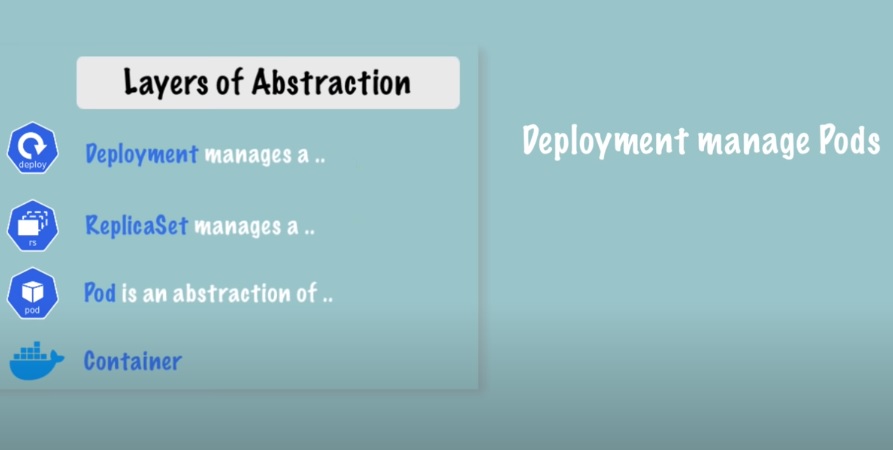 Layers of Abstraction
deploy
Deployment manages a ..
rs
ReplicaSet manages a ..
pod
Pod is an abstraction of ..
Container
Deployment manage Pods